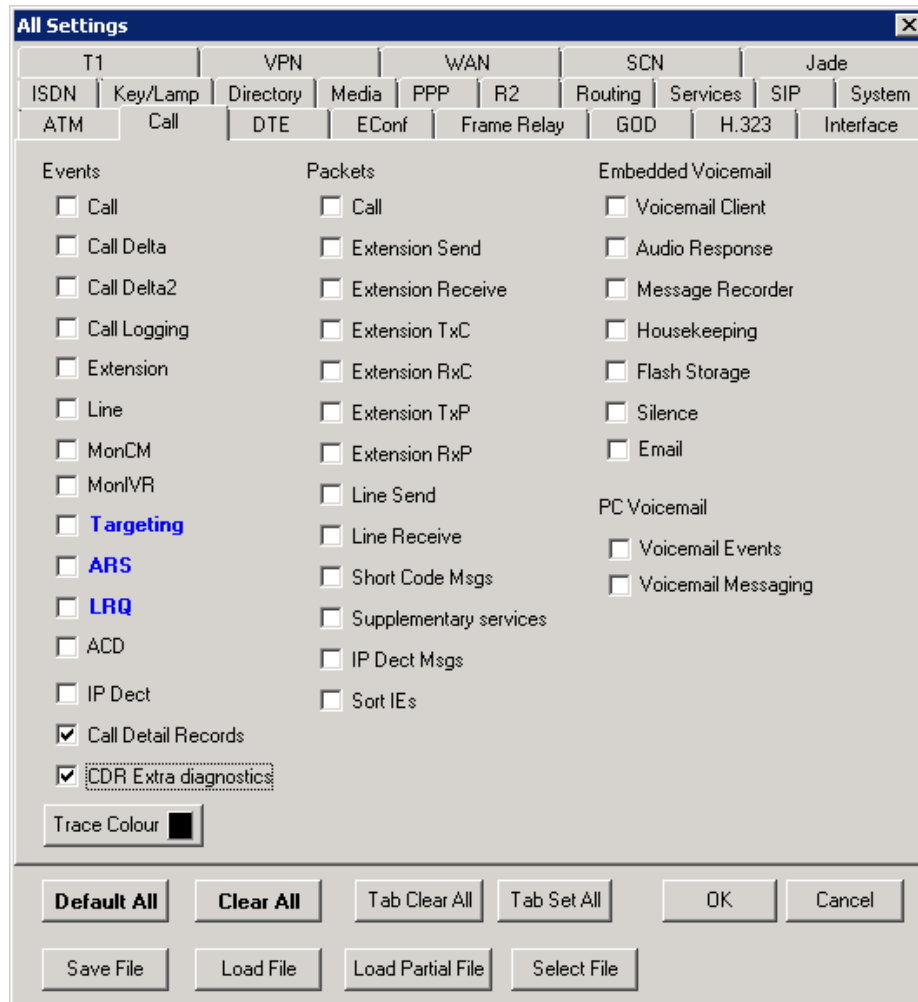 All Settings
T1 VPN WAN SCN Jade
ISDN Key/Lamp Directory Media PPP R2 Routing Services SIP System
ATM Call DTE EConf Frame Relay GOD H.323 Interface
Events
Call
Call Delta
Call Delta2
Call Logging
Extension
Line
MonCM
MonIVR
Targeting
ARS
LRQ
ACD
IP Dect
Call Detail Records
CDR Extra diagnostics
Trace Colour
Packets
Call
Extension Send
Extension Receive
Extension TxC
Extension RxC
Extension TxP
Extension RxP
Line Send
Line Receive
Short Code Msgs
Supplementary services
IP Dect Msgs
Sort IEs
Embedded Voicemail
Voicemail Client
Audio Response
Message Recorder
Housekeeping
Flash Storage
Silence
Email
PC Voicemail
Voicemail Events
Voicemail Messaging
Default All Clear All Tab Clear All Tab Set All OK Cancel
Save File Load File Load Partial File Select File